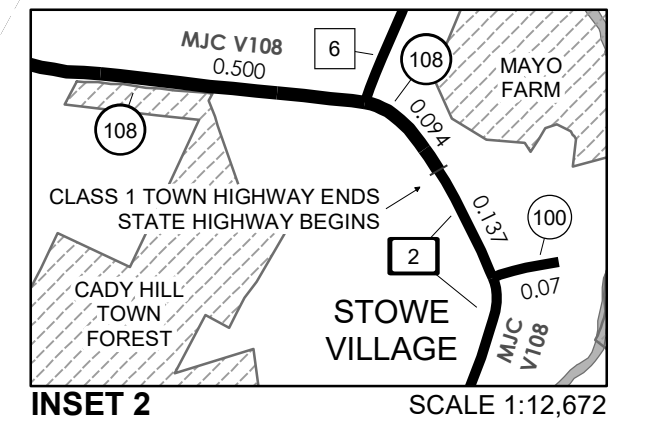 MJC V108
0.500
6
108
MAYO
FARM
108
0.094
CLASS 1 TOWN HIGHWAY ENDS
STATE HIGHWAY BEGINS
0.137
100
2
0.07
CADY HILL
TOWN
FOREST
STOWE
VILLAGE
MJC
V108
INSET 2
SCALE 1:12,672